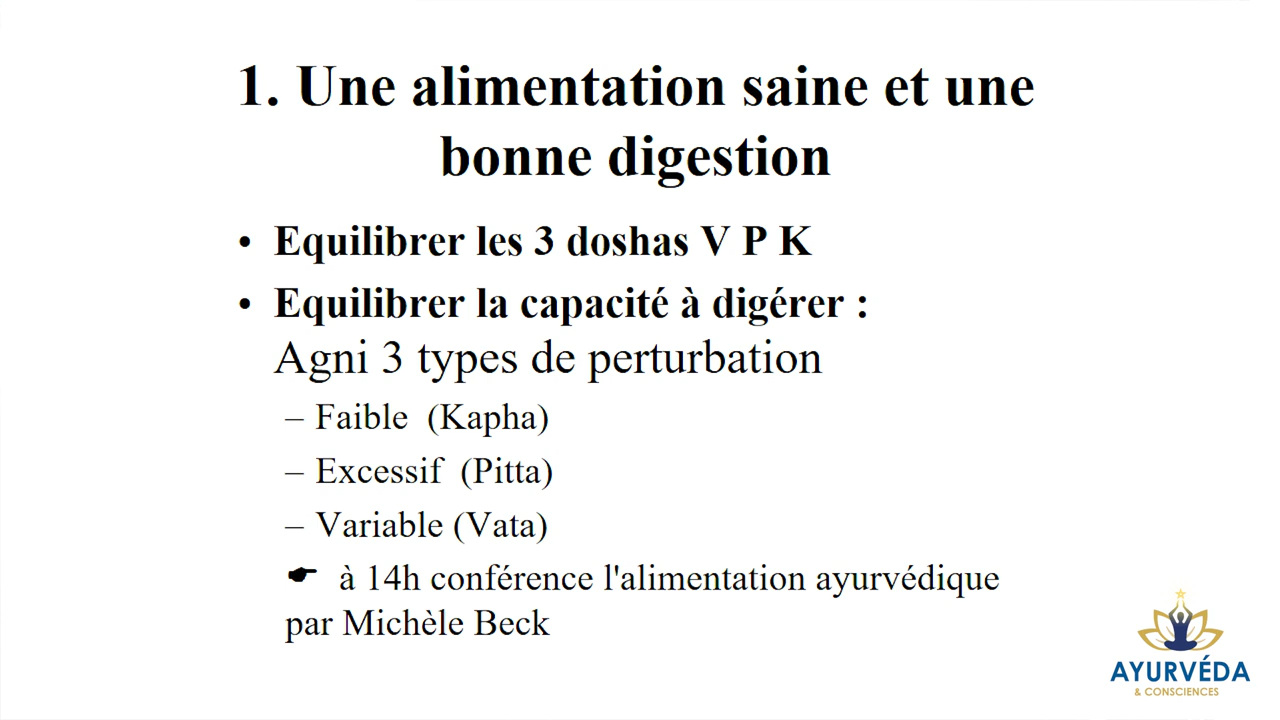 1. Une alimentation saine et une
bonne digestion
• Equilibrer les 3 doshas V P K
• Equilibrer la capacité à digérer :
Agni 3 types de perturbation
– Faible  (Kapha)
– Excessif  (Pitta)
– Variable (Vata)
☛ à 14h conférence l'alimentation ayurvédique
par Michèle Beck
AYURVÉDA
& CONSCIENCES